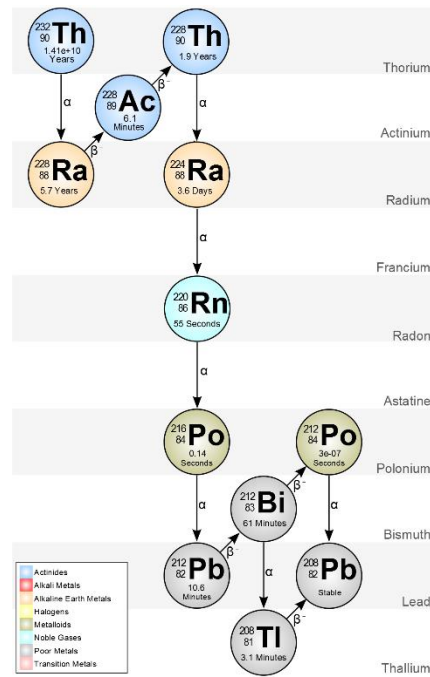 232
90
Th
1.41e+10
Years
228
90
Th
1.9 Years
Thorium
α
β⁻
α
228
89
Ac
6.1
Minutes
Actinium
β⁻
228
88
Ra
5.7 Years
224
88
Ra
3.6 Days
Radium
α
Francium
220
86
Rn
55 Seconds
Radon
α
Astatine
216
84
Po
0.14
Seconds
212
84
Po
3e-07
Seconds
Polonium
α
β⁻
α
212
83
Bi
61 Minutes
Bismuth
β⁻
α
212
82
Pb
10.6
Minutes
208
82
Pb
Stable
Lead
β⁻
208
81
Tl
3.1 Minutes
Thallium
Actinides
Alkali Metals
Alkaline Earth Metals
Halogens
Metalloids
Noble Gases
Poor Metals
Transition Metals